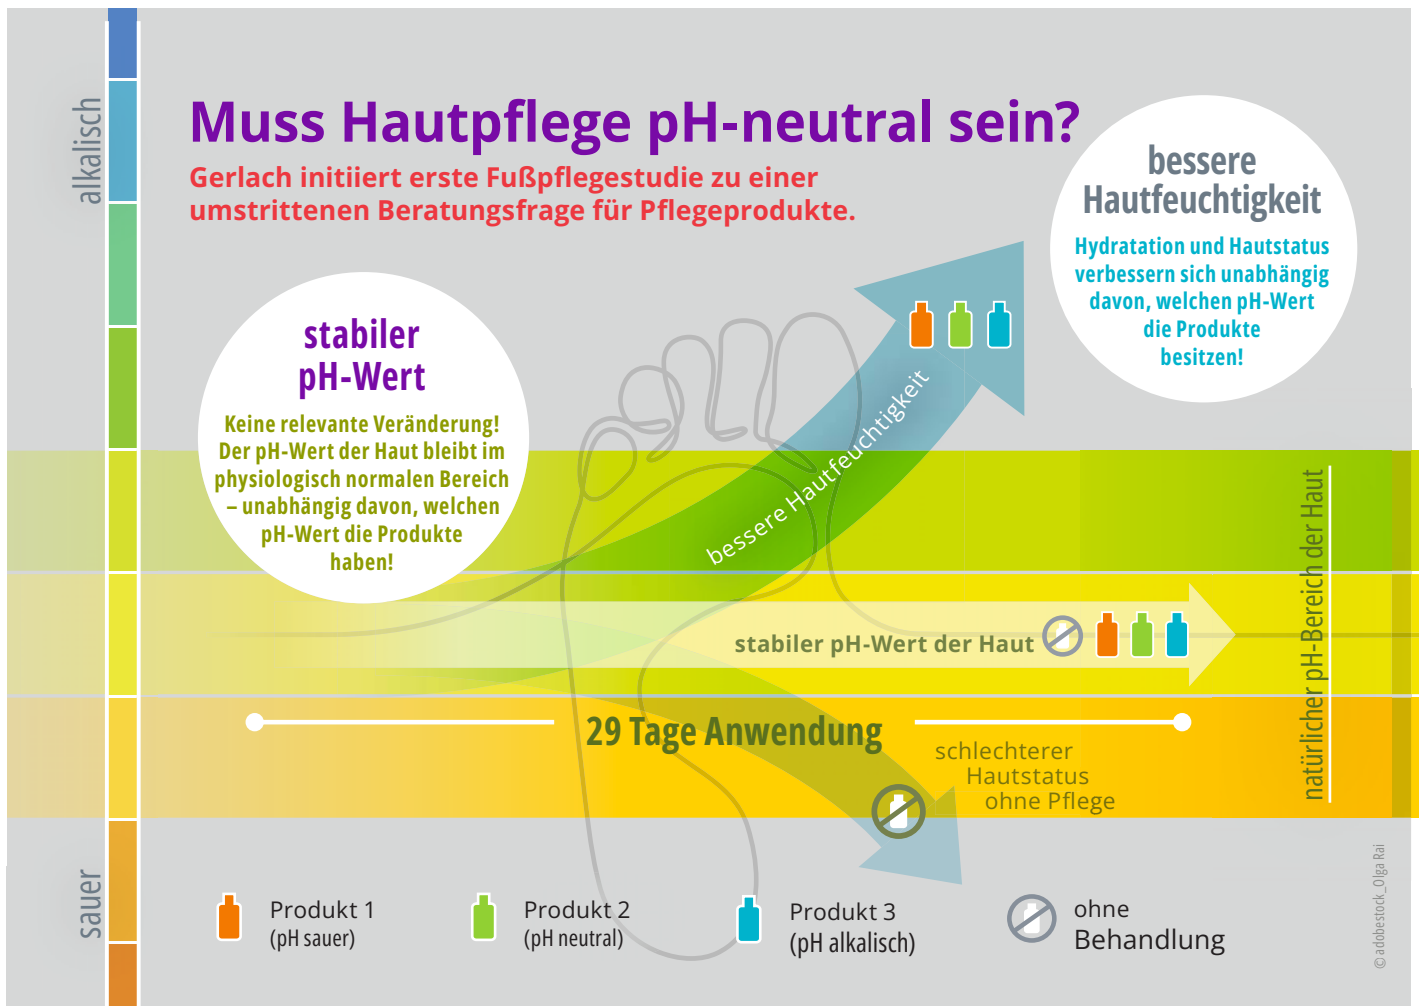 alkalisch
Muss Hautpflege pH-neutral sein?
Gerlach initiiert erste Fußpflegestudie zu einer
umstrittenen Beratungsfrage für Pflegeprodukte.
bessere
Hautfeuchtigkeit
Hydratation und Hautstatus
verbessern sich unabhängig
davon, welchen pH-Wert
die Produkte
besitzen!
stabiler
pH-Wert
Keine relevante Veränderung!
Der pH-Wert der Haut bleibt im
physiologisch normalen Bereich
– unabhängig davon, welchen
pH-Wert die Produkte
haben!
bessere Hautfeuchtigkeit
stabiler pH-Wert der Haut
natürlicher pH-Bereich der Haut
29 Tage Anwendung
schlechterer
Hautstatus
ohne Pflege
sauer
Produkt 1
(pH sauer)
Produkt 2
(pH neutral)
Produkt 3
(pH alkalisch)
ohne
Behandlung
© adobestock_Olga Rai